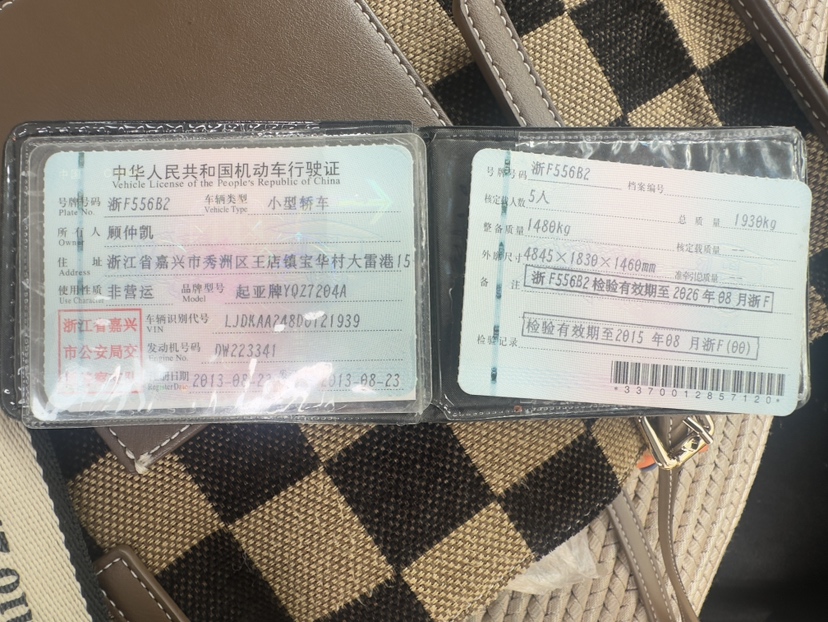 中华人民共和国机动车行驶证
Vehicle License of the People's Republic of China
号牌号码 浙F556B2 车辆类型 小型轿车
Plate No. Vehicle Type
所有人 顾仲凯
Owner
住址 浙江省嘉兴市秀洲区王店镇宝华村大雷港15
Address
使用性质 非营运 品牌型号 起亚牌YQZ7204A
Use Character Model
浙江省嘉兴
市公安局交
车辆识别代号
VIN
发动机号码 DW223341
Engine No.
日期 2013-08-23
Register Date
号牌号码 浙F556B2 档案编号
核定载人数 5人 总质量 1930kg
整备质量 1480kg 核定载质量 --
外廓尺寸 4845×1830×1460mm 准牵引总质量 --
备注 浙F556B2检验有效期至2026年08月浙F
检验记录 检验有效期至2015年08月浙F(00)
*3370012857120*